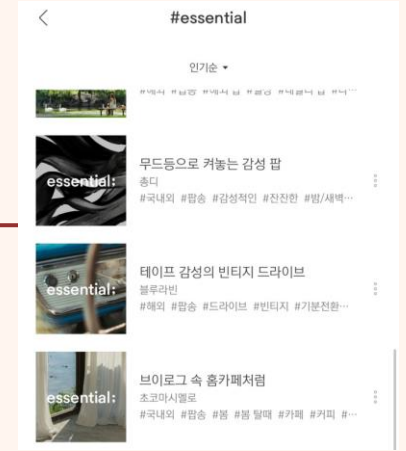 #essential
인기순
essential;
무드등으로 켜놓는 감성 팝
총디
#국내외 #팝송 #감성적인 #잔잔한 #밤/새벽…
essential;
테이프 감성의 빈티지 드라이브
블루라빈
#해외 #팝송 #드라이브 #빈티지 #기분전환…
essential;
브이로그 속 홈카페처럼
초코마시멜로
#국내외 #팝송 #봄 #봄 탈때 #카페 #커피 #…